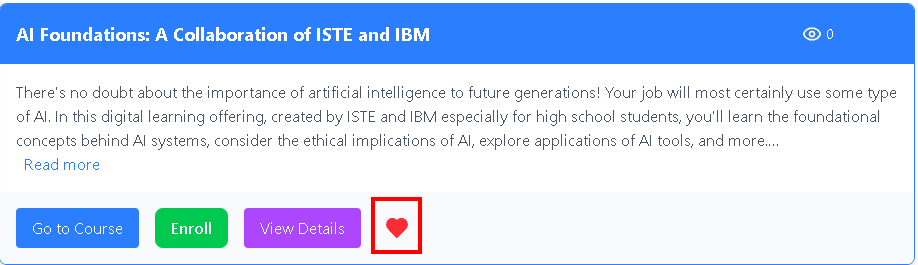 AI Foundations: A Collaboration of ISTE and IBM
0
There's no doubt about the importance of artificial intelligence to future generations! Your job will most certainly use some type
of AI. In this digital learning offering, created by ISTE and IBM especially for high school students, you'll learn the foundational
concepts behind AI systems, consider the ethical implications of AI, explore applications of AI tools, and more....
Read more
Go to Course
Enroll
View Details